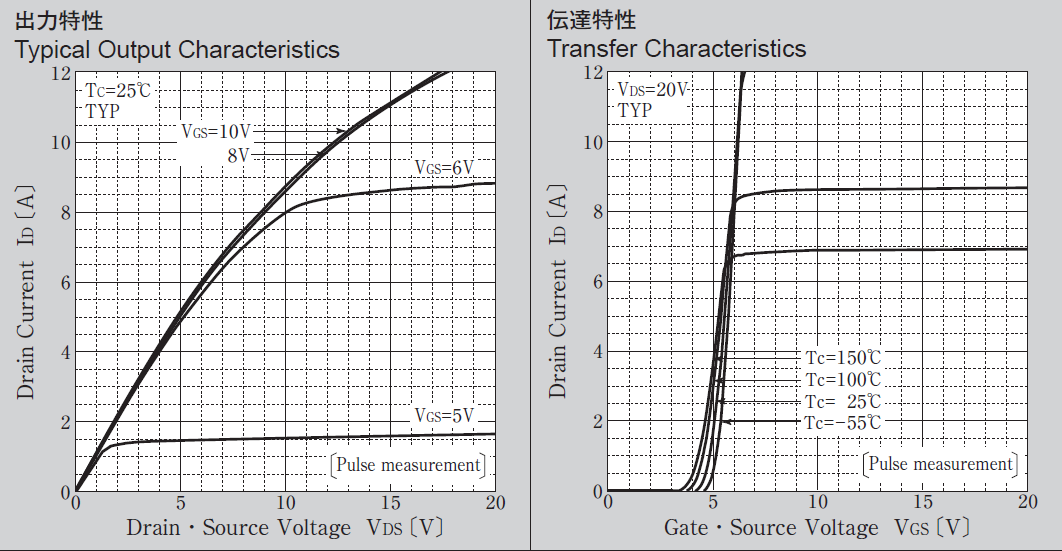 出力特性
Typical Output Characteristics
12
10
8
6
4
2
0
Drain Current ID〔A〕
TC=25℃
TYP
VGS=10V
8V
VGS=6V
VGS=5V
〔Pulse measurement〕
0 5 10 15 20
Drain・Source Voltage VDS〔V〕
伝達特性
Transfer Characteristics
12
10
8
6
4
2
0
Drain Current ID〔A〕
VDS=20V
TYP
Tc=150℃
Tc=100℃
Tc= 25℃
Tc=-55℃
〔Pulse measurement〕
0 5 10 15 20
Gate・Source Voltage VGS〔V〕